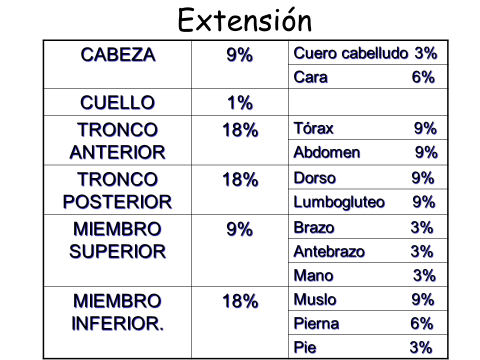 Extensión
CABEZA 9% Cuero cabelludo 3%
Cara 6%
CUELLO 1%
TRONCO ANTERIOR 18% Tórax 9%
Abdomen 9%
TRONCO POSTERIOR 18% Dorso 9%
Lumbogluteo 9%
MIEMBRO SUPERIOR 9% Brazo 3%
Antebrazo 3%
Mano 3%
MIEMBRO INFERIOR. 18% Muslo 9%
Pierna 6%
Pie 3%